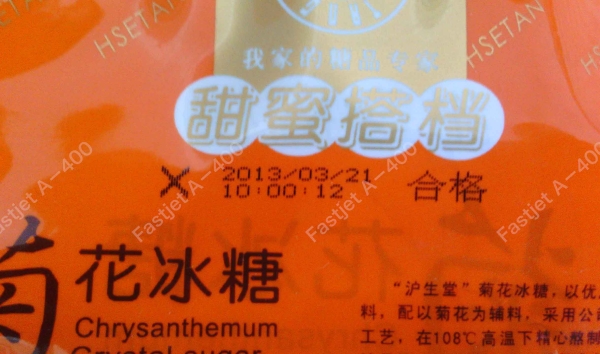 HSETAN
HSETAN
我家的糖品专家
甜蜜搭档
Fastjet A-400
Fastjet A-400
Fastjet A-400
2013/03/21
10:00:12
合格
菊花冰糖
Chrysanthemum
Crystal sugar
“沪生堂”菊花冰糖，以优
料，配以菊花为辅料，采用公
工艺，在108℃高温下精心熬制